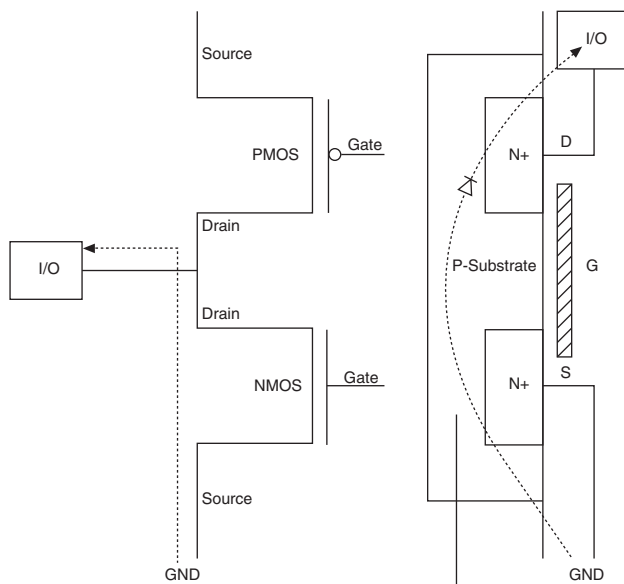 Source
PMOS
Gate
Drain
I/O
Drain
NMOS
Gate
Source
GND
I/O
N+
D
P-Substrate
G
S
N+
GND